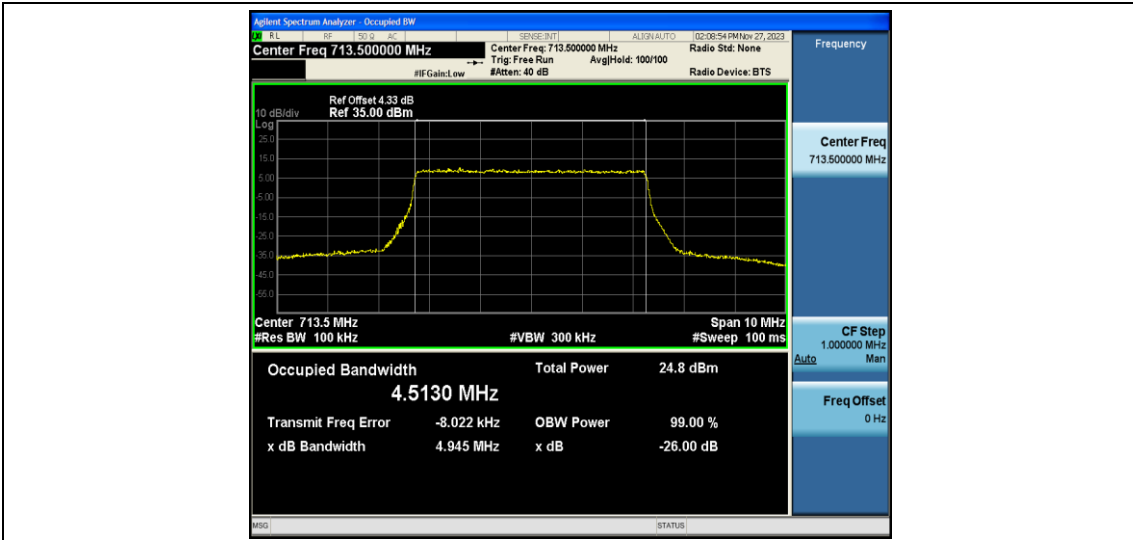 Agilent Spectrum Analyzer - Occupied BW
LXI RL RF 50 Ω AC SENSE:INT ALIGN AUTO 02:08:54 PM Nov 27, 2023
Center Freq 713.500000 MHz
Center Freq: 713.500000 MHz Radio Std: None
Trig: Free Run Avg|Hold: 100/100
#IFGain:Low #Atten: 40 dB Radio Device: BTS
Ref Offset 4.33 dB
10 dB/div Ref 35.00 dBm
Log
25.0
15.0
5.00
-5.00
-15.0
-25.0
-35.0
-45.0
-55.0
Center 713.5 MHz Span 10 MHz
#Res BW 100 kHz #VBW 300 kHz #Sweep 100 ms
Occupied Bandwidth Total Power 24.8 dBm
4.5130 MHz
Transmit Freq Error -8.022 kHz OBW Power 99.00 %
x dB Bandwidth 4.945 MHz x dB -26.00 dB
MSG STATUS
Frequency
Center Freq
713.500000 MHz
CF Step
1.000000 MHz
Auto Man
Freq Offset
0 Hz